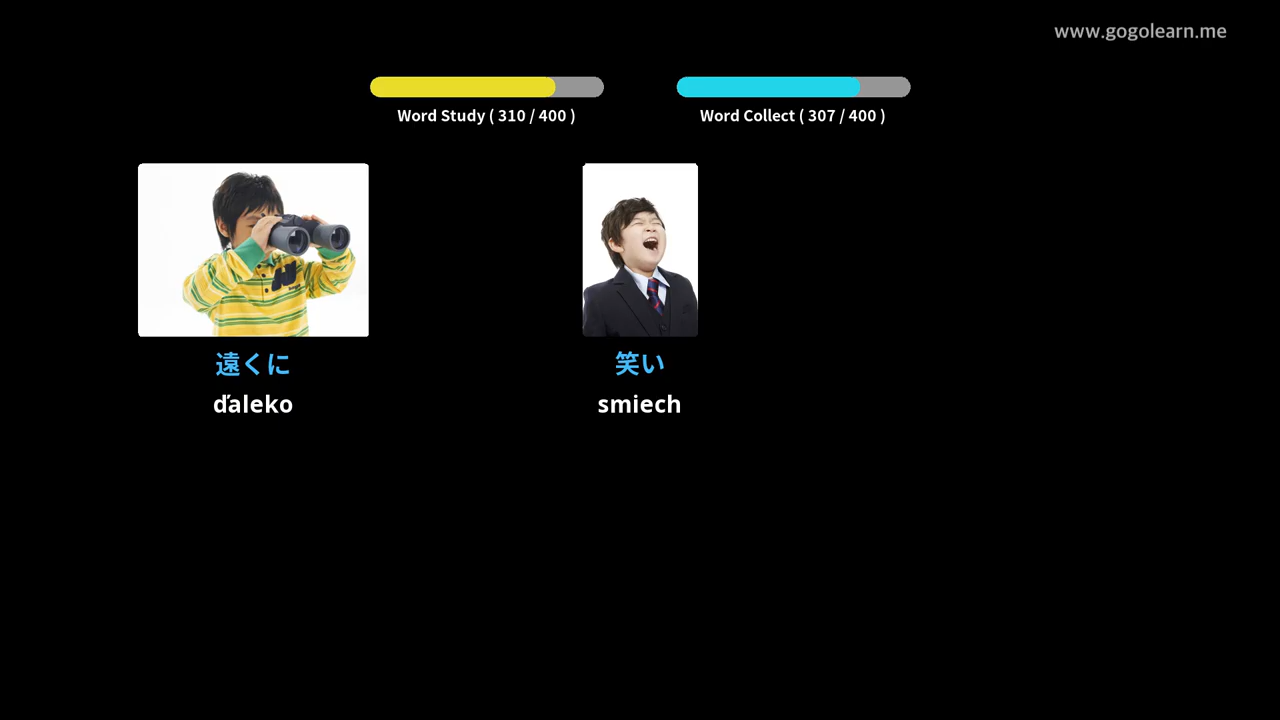 www.gogolearn.me
Word Study ( 310 / 400 )
Word Collect ( 307 / 400 )
遠くに
ďaleko
笑い
smiech